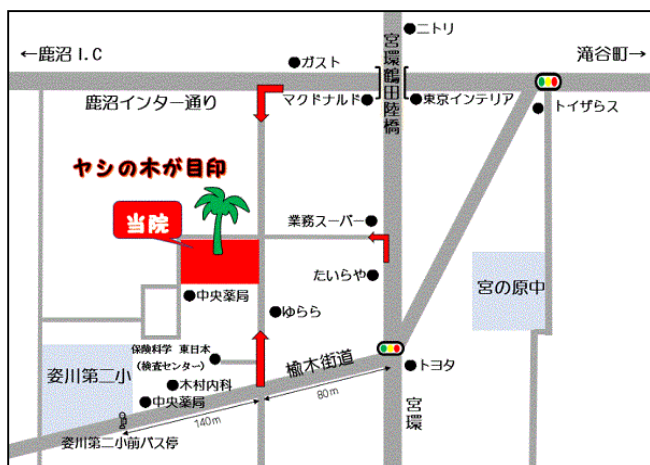 ニトリ
←鹿沼 I.C
ガスト
宮環鶴田陸橋
滝谷町→
鹿沼インター通り
マクドナルド
東京インテリア
トイザらス
ヤシの木が目印
当院
業務スーパー
たいらや
宮の原中
中央薬局
ゆらら
保険科学 東日本
(検査センター)
楡木街道
トヨタ
姿川第二小
木村内科
80m
中央薬局
宮環
140m
姿川第二小前バス停